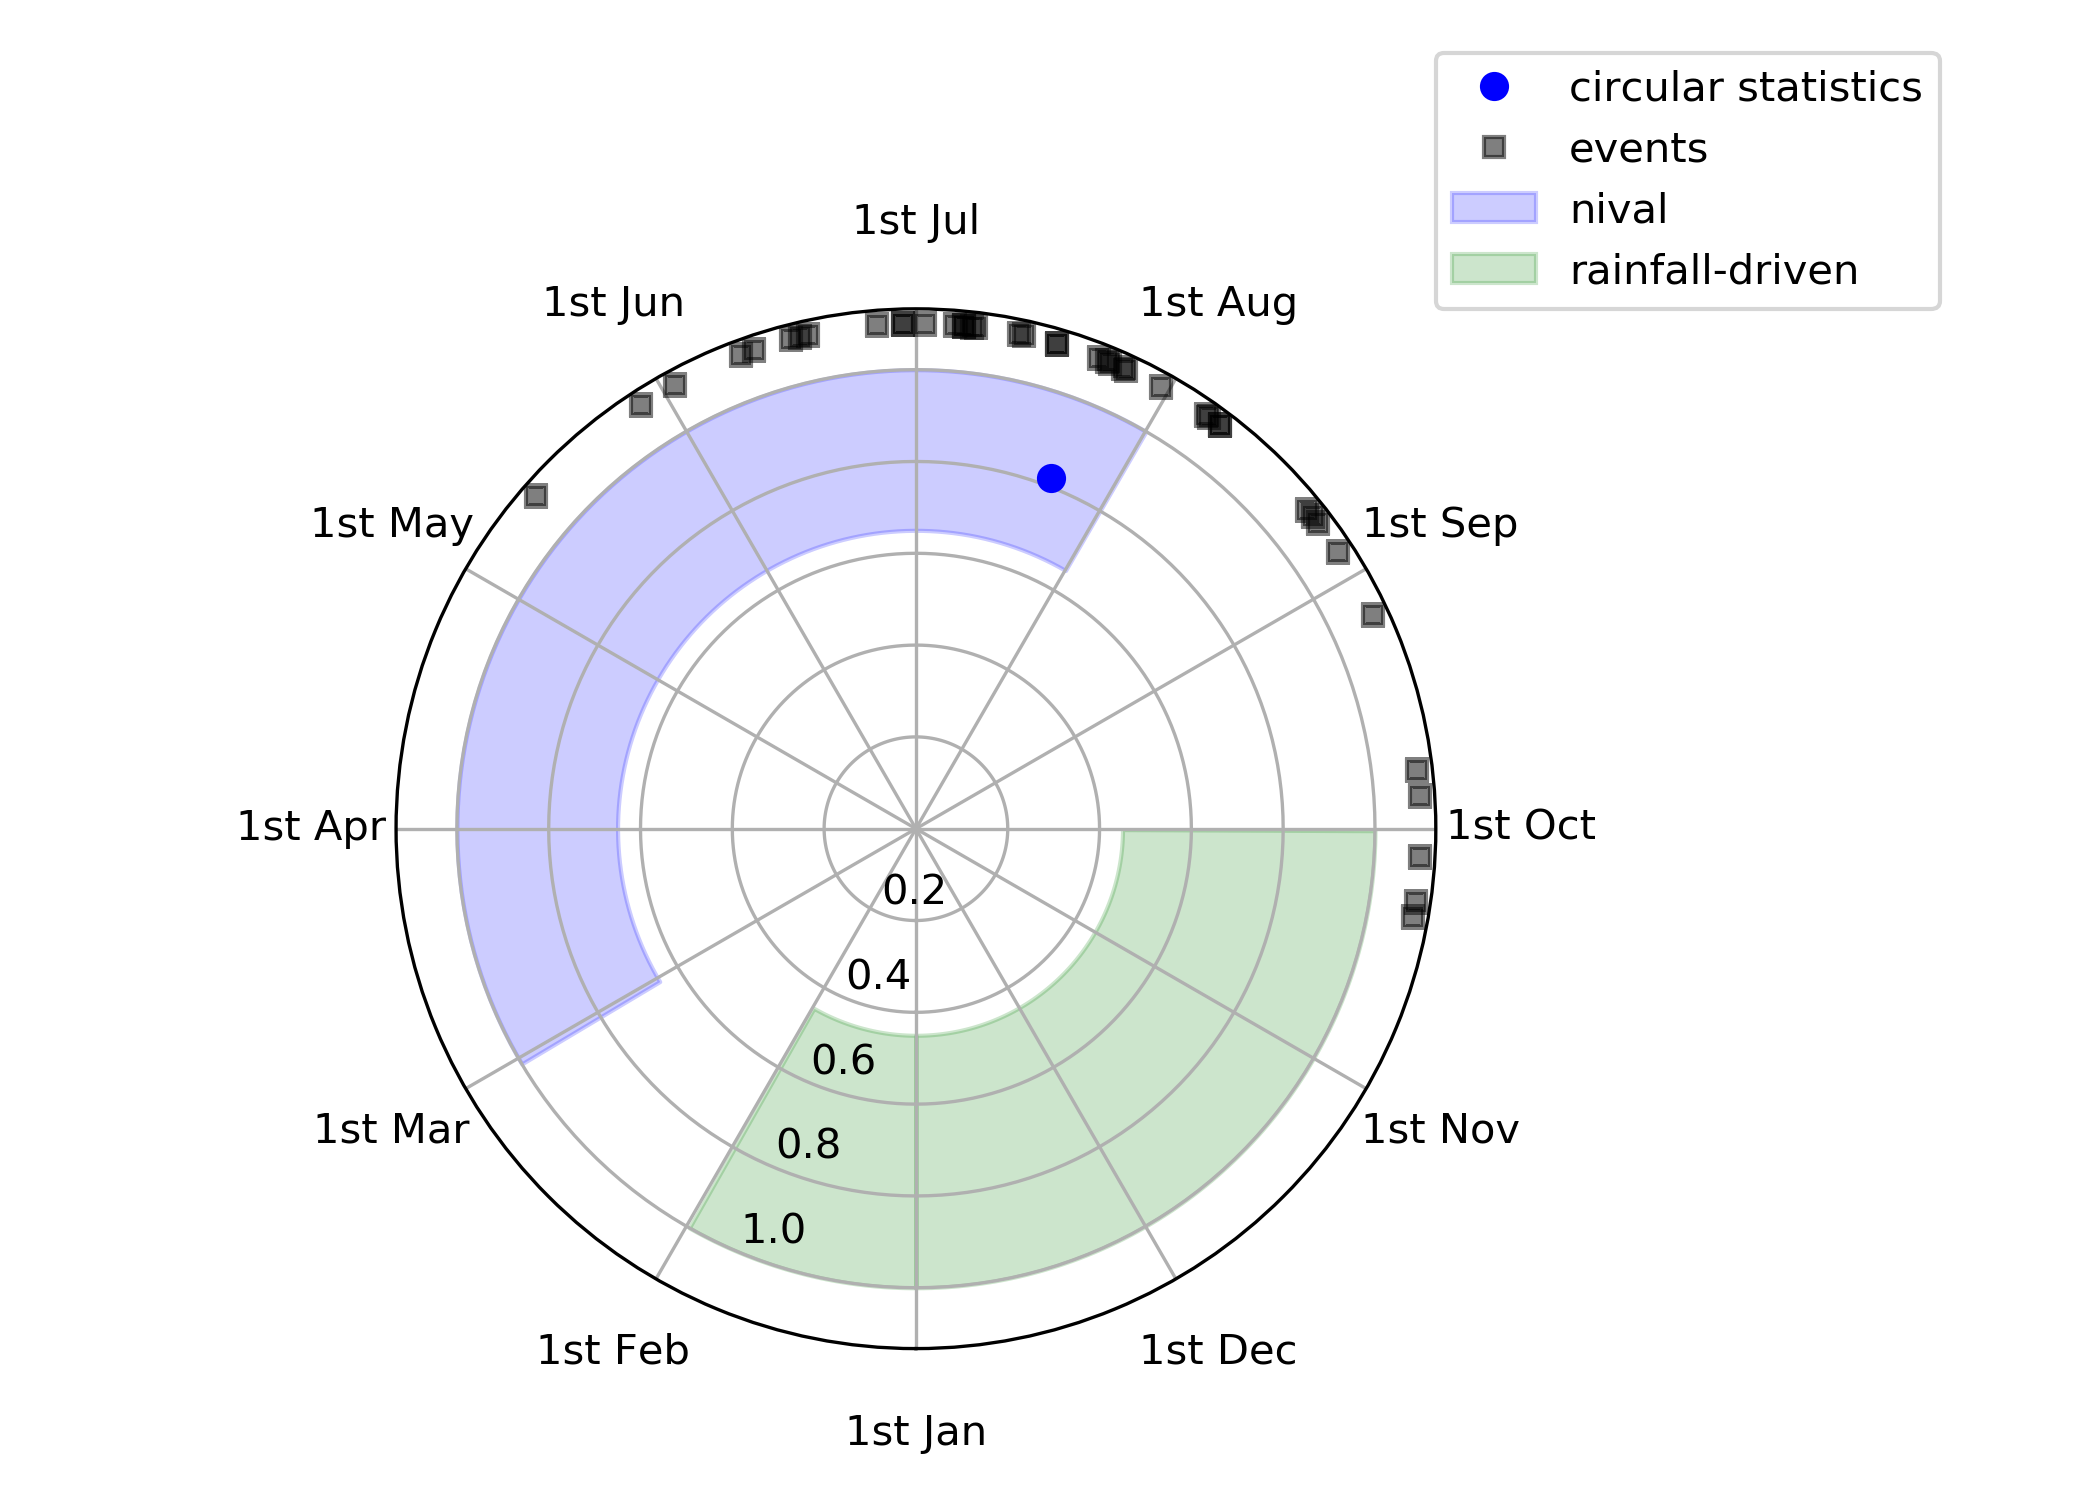 circular statistics
events
nival
rainfall-driven
1st Jul
1st Jun
1st Aug
1st May
1st Sep
1st Apr
1st Oct
0.2
0.4
0.6
1st Mar
1st Nov
0.8
1.0
1st Feb
1st Dec
1st Jan